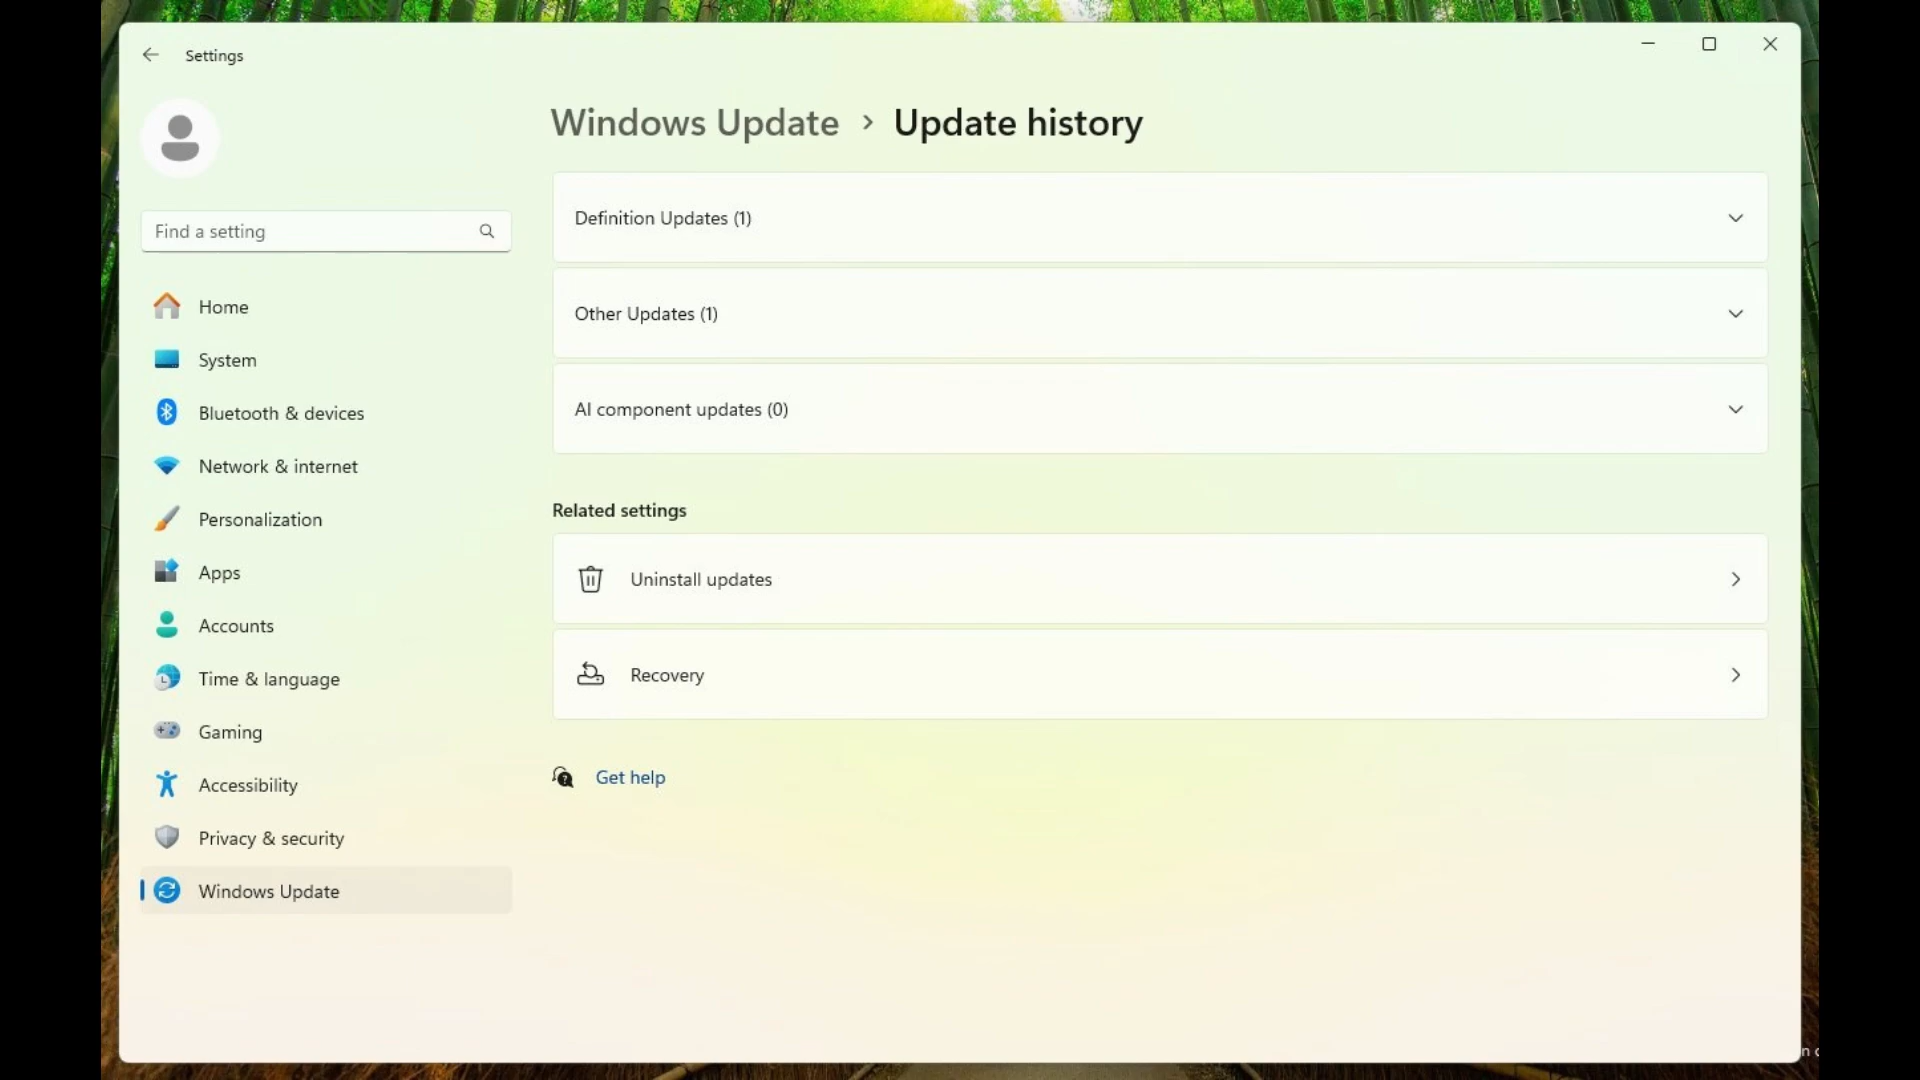 Settings
Windows Update > Update history
Find a setting
Home
System
Bluetooth & devices
Network & internet
Personalization
Apps
Accounts
Time & language
Gaming
Accessibility
Privacy & security
Windows Update
Definition Updates (1)
Other Updates (1)
AI component updates (0)
Related settings
Uninstall updates
Recovery
Get help